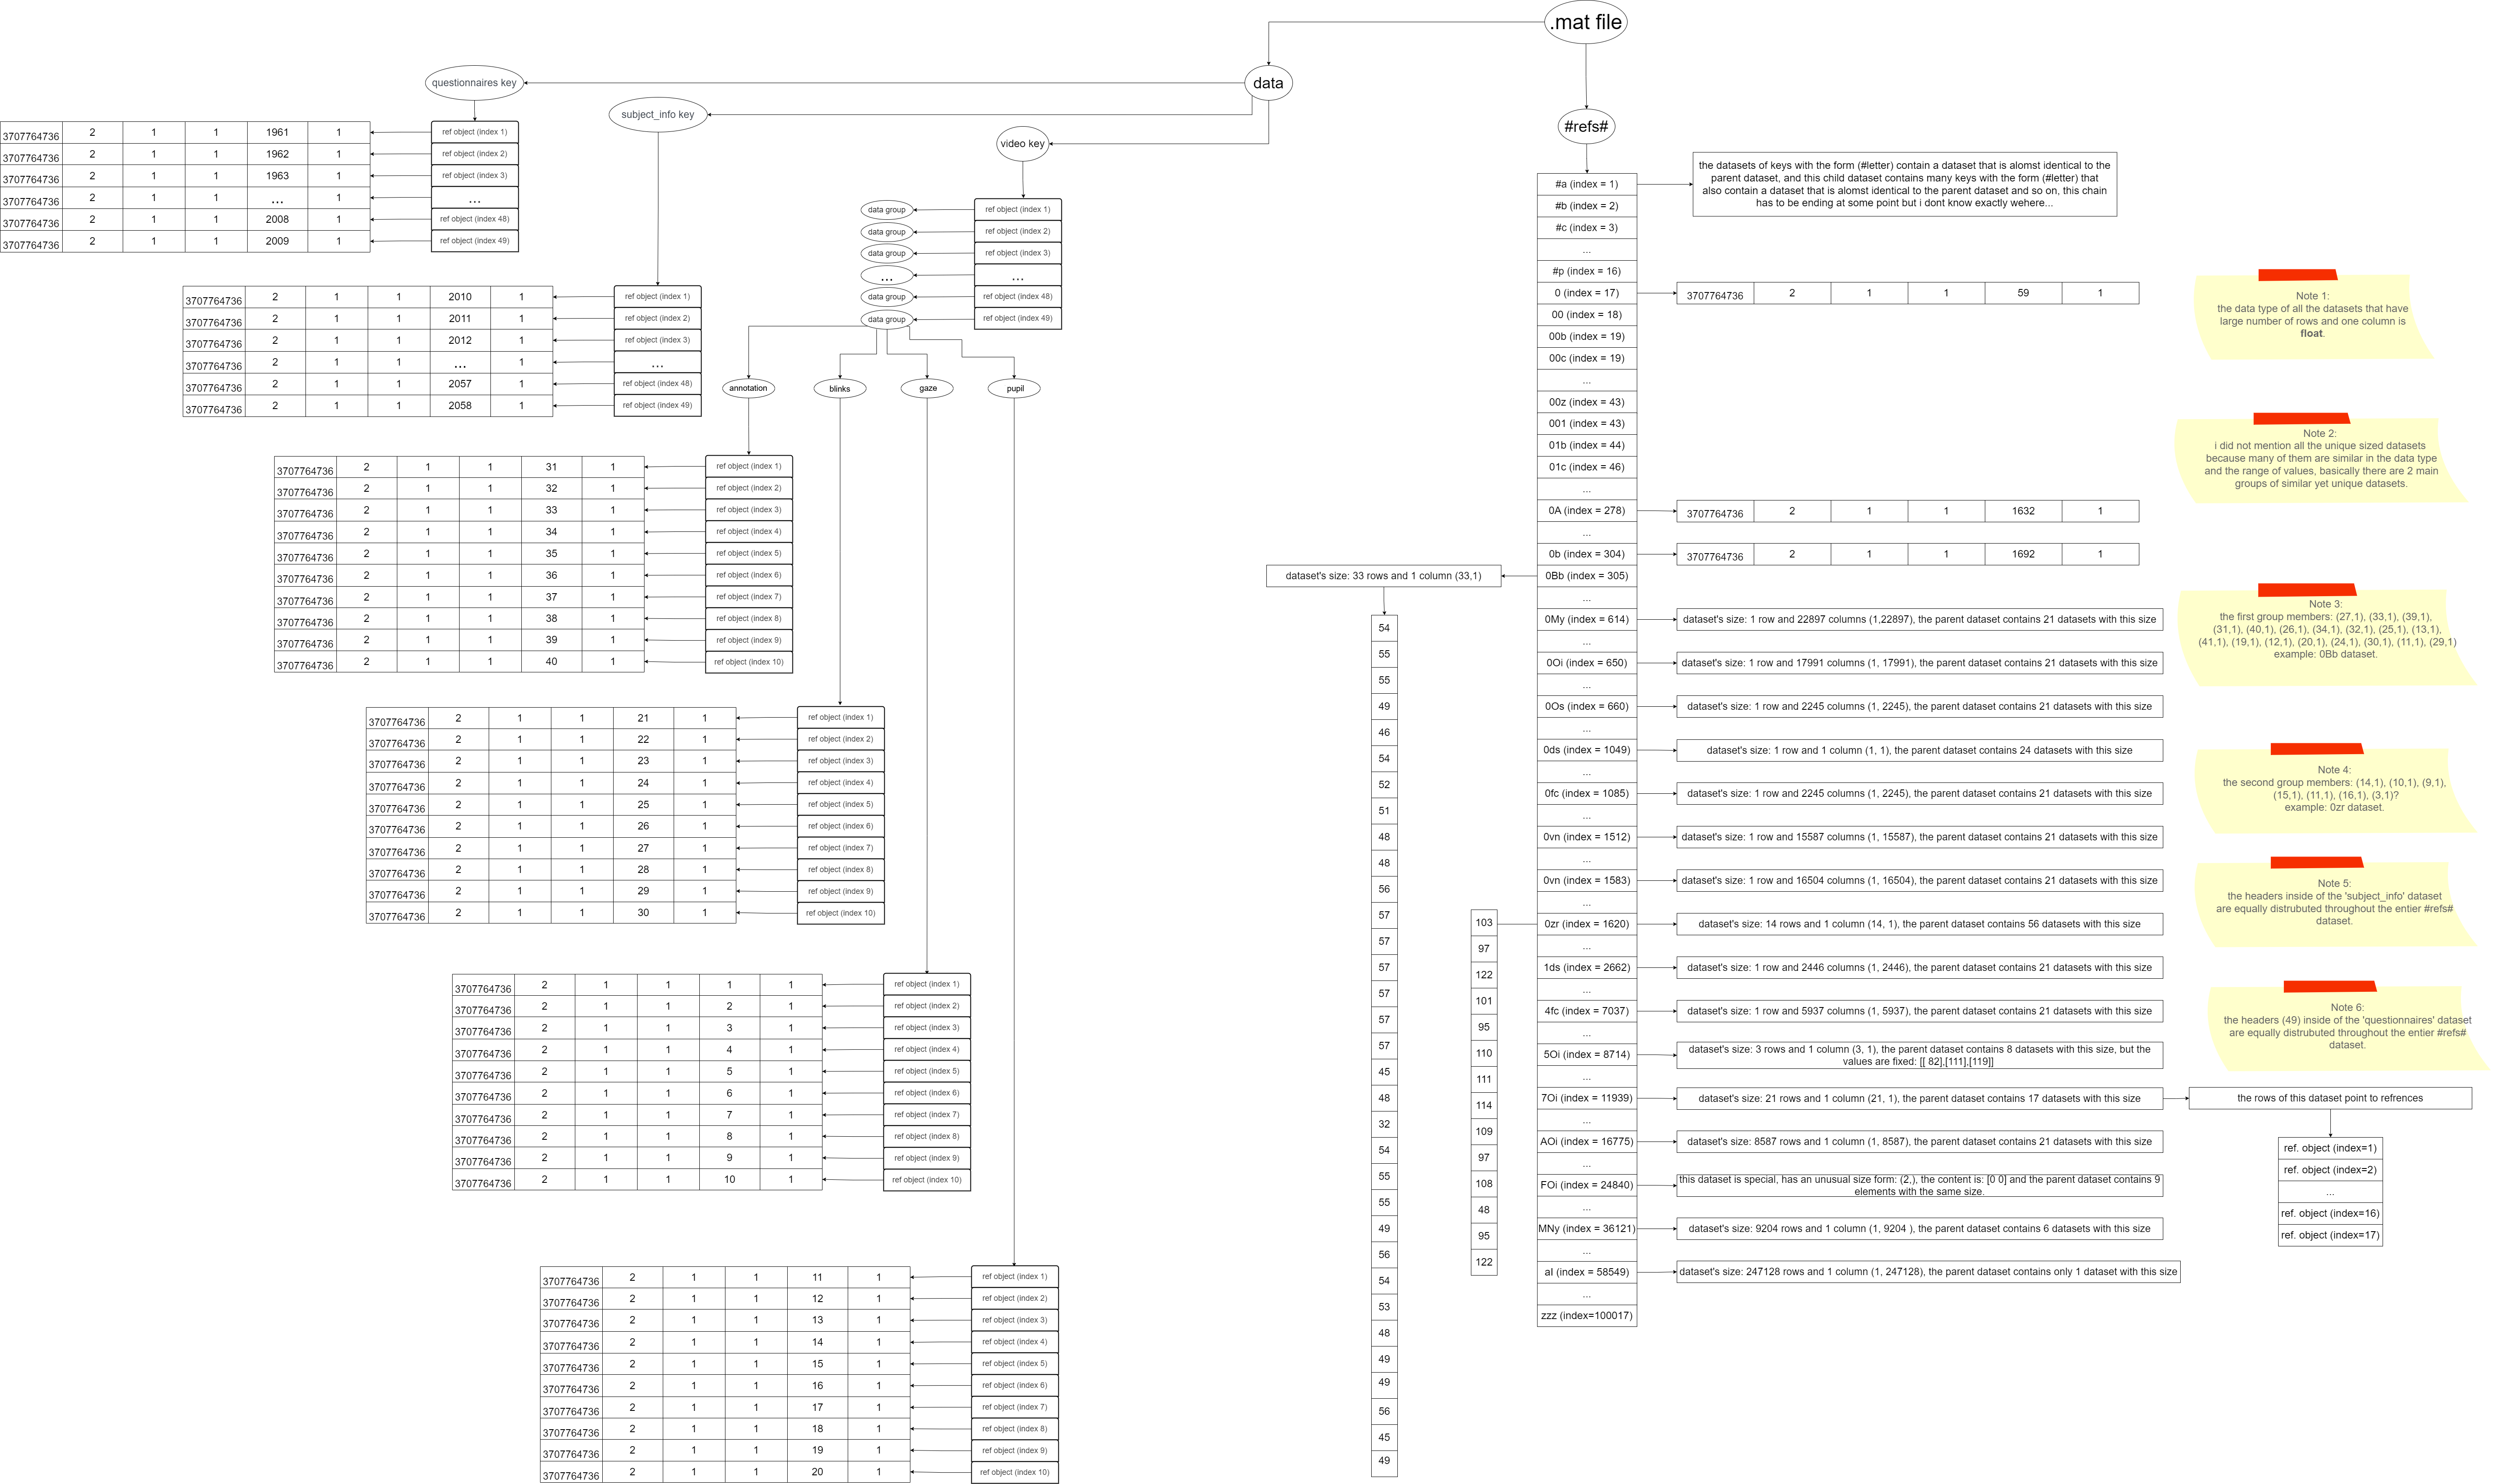 .mat file
data
#refs#
questionnaires key
subject_info key
video key
3707764736 2 1 1 1961 1 ref object (index 1)
3707764736 2 1 1 1962 1 ref object (index 2)
3707764736 2 1 1 1963 1 ref object (index 3)
3707764736 2 1 1 ... 1 ...
3707764736 2 1 1 2008 1 ref object (index 48)
3707764736 2 1 1 2009 1 ref object (index 49)
3707764736 2 1 1 2010 1 ref object (index 1)
3707764736 2 1 1 2011 1 ref object (index 2)
3707764736 2 1 1 2012 1 ref object (index 3)
3707764736 2 1 1 ... 1 ...
3707764736 2 1 1 2057 1 ref object (index 48)
3707764736 2 1 1 2058 1 ref object (index 49)
data group ref object (index 1)
data group ref object (index 2)
data group ref object (index 3)
... ...
data group ref object (index 48)
data group ref object (index 49)
annotation
blinks
gaze
pupil
3707764736 2 1 1 31 1 ref object (index 1)
3707764736 2 1 1 32 1 ref object (index 2)
3707764736 2 1 1 33 1 ref object (index 3)
3707764736 2 1 1 34 1 ref object (index 4)
3707764736 2 1 1 35 1 ref object (index 5)
3707764736 2 1 1 36 1 ref object (index 6)
3707764736 2 1 1 37 1 ref object (index 7)
3707764736 2 1 1 38 1 ref object (index 8)
3707764736 2 1 1 39 1 ref object (index 9)
3707764736 2 1 1 40 1 ref object (index 10)
3707764736 2 1 1 21 1 ref object (index 1)
3707764736 2 1 1 22 1 ref object (index 2)
3707764736 2 1 1 23 1 ref object (index 3)
3707764736 2 1 1 24 1 ref object (index 4)
3707764736 2 1 1 25 1 ref object (index 5)
3707764736 2 1 1 26 1 ref object (index 6)
3707764736 2 1 1 27 1 ref object (index 7)
3707764736 2 1 1 28 1 ref object (index 8)
3707764736 2 1 1 29 1 ref object (index 9)
3707764736 2 1 1 30 1 ref object (index 10)
3707764736 2 1 1 1 1 ref object (index 1)
3707764736 2 1 1 2 1 ref object (index 2)
3707764736 2 1 1 3 1 ref object (index 3)
3707764736 2 1 1 4 1 ref object (index 4)
3707764736 2 1 1 5 1 ref object (index 5)
3707764736 2 1 1 6 1 ref object (index 6)
3707764736 2 1 1 7 1 ref object (index 7)
3707764736 2 1 1 8 1 ref object (index 8)
3707764736 2 1 1 9 1 ref object (index 9)
3707764736 2 1 1 10 1 ref object (index 10)
3707764736 2 1 1 11 1 ref object (index 1)
3707764736 2 1 1 12 1 ref object (index 2)
3707764736 2 1 1 13 1 ref object (index 3)
3707764736 2 1 1 14 1 ref object (index 4)
3707764736 2 1 1 15 1 ref object (index 5)
3707764736 2 1 1 16 1 ref object (index 6)
3707764736 2 1 1 17 1 ref object (index 7)
3707764736 2 1 1 18 1 ref object (index 8)
3707764736 2 1 1 19 1 ref object (index 9)
3707764736 2 1 1 20 1 ref object (index 10)
#a (index = 1)
the datasets of keys with the form (#letter) contain a dataset that is alomst identical to the
parent dataset, and this child dataset contains many keys with the form (#letter) that
also contain a dataset that is alomst identical to the parent dataset and so on, this chain
has to be ending at some point but i dont know exactly wehere...
#b (index = 2)
#c (index = 3)
...
#p (index = 16)
0 (index = 17) 3707764736 2 1 1 59 1
00 (index = 18)
00b (index = 19)
00c (index = 19)
...
00z (index = 43)
001 (index = 43)
01b (index = 44)
01c (index = 46)
...
0A (index = 278) 3707764736 2 1 1 1632 1
...
0b (index = 304) 3707764736 2 1 1 1692 1
0Bb (index = 305) dataset's size: 33 rows and 1 column (33,1)
...
0My (index = 614) dataset's size: 1 row and 22897 columns (1,22897), the parent dataset contains 21 datasets with this size
...
0Oi (index = 650) dataset's size: 1 row and 17991 columns (1, 17991), the parent dataset contains 21 datasets with this size
...
0Os (index = 660) dataset's size: 1 row and 2245 columns (1, 2245), the parent dataset contains 21 datasets with this size
...
0ds (index = 1049) dataset's size: 1 row and 1 column (1, 1), the parent dataset contains 24 datasets with this size
...
0fc (index = 1085) dataset's size: 1 row and 2245 columns (1, 2245), the parent dataset contains 21 datasets with this size
...
0vn (index = 1512) dataset's size: 1 row and 15587 columns (1, 15587), the parent dataset contains 21 datasets with this size
...
0vn (index = 1583) dataset's size: 1 row and 16504 columns (1, 16504), the parent dataset contains 21 datasets with this size
...
0zr (index = 1620) dataset's size: 14 rows and 1 column (14, 1), the parent dataset contains 56 datasets with this size
...
1ds (index = 2662) dataset's size: 1 row and 2446 columns (1, 2446), the parent dataset contains 21 datasets with this size
...
4fc (index = 7037) dataset's size: 1 row and 5937 columns (1, 5937), the parent dataset contains 21 datasets with this size
...
5Oi (index = 8714) dataset's size: 3 rows and 1 column (3, 1), the parent dataset contains 8 datasets with this size, but the
values are fixed: [[ 82],[111],[119]]
...
7Oi (index = 11939) dataset's size: 21 rows and 1 column (21, 1), the parent dataset contains 17 datasets with this size
the rows of this dataset point to refrences
ref. object (index=1)
ref. object (index=2)
...
ref. object (index=16)
ref. object (index=17)
...
AOi (index = 16775) dataset's size: 8587 rows and 1 column (1, 8587), the parent dataset contains 21 datasets with this size
...
FOi (index = 24840) this dataset is special, has an unusual size form: (2,), the content is: [0 0] and the parent dataset contains 9
elements with the same size.
...
MNy (index = 36121) dataset's size: 9204 rows and 1 column (1, 9204 ), the parent dataset contains 6 datasets with this size
...
aI (index = 58549) dataset's size: 247128 rows and 1 column (1, 247128), the parent dataset contains only 1 dataset with this size
...
zzz (index=100017)
54
55
55
49
46
54
52
51
48
48
56
57
57
57
57
57
57
45
48
32
54
55
55
49
56
54
53
48
49
49
56
45
49
103
97
122
101
95
110
111
114
109
97
108
48
95
122
Note 1:
the data type of all the datasets that have
large number of rows and one column is
float.
Note 2:
i did not mention all the unique sized datasets
because many of them are similar in the data type
and the range of values, basically there are 2 main
groups of similar yet unique datasets.
Note 3:
the first group members: (27,1), (33,1), (39,1),
(31,1), (40,1), (26,1), (34,1), (32,1), (25,1), (13,1),
(41,1), (19,1), (12,1), (20,1), (24,1), (30,1), (11,1), (29,1)
example: 0Bb dataset.
Note 4:
the second group members: (14,1), (10,1), (9,1),
(15,1), (11,1), (16,1), (3,1)?
example: 0zr dataset.
Note 5:
the headers inside of the 'subject_info' dataset
are equally distrubuted throughout the entier #refs#
dataset.
Note 6:
the headers (49) inside of the 'questionnaires' dataset
are equally distrubuted throughout the entier #refs#
dataset.